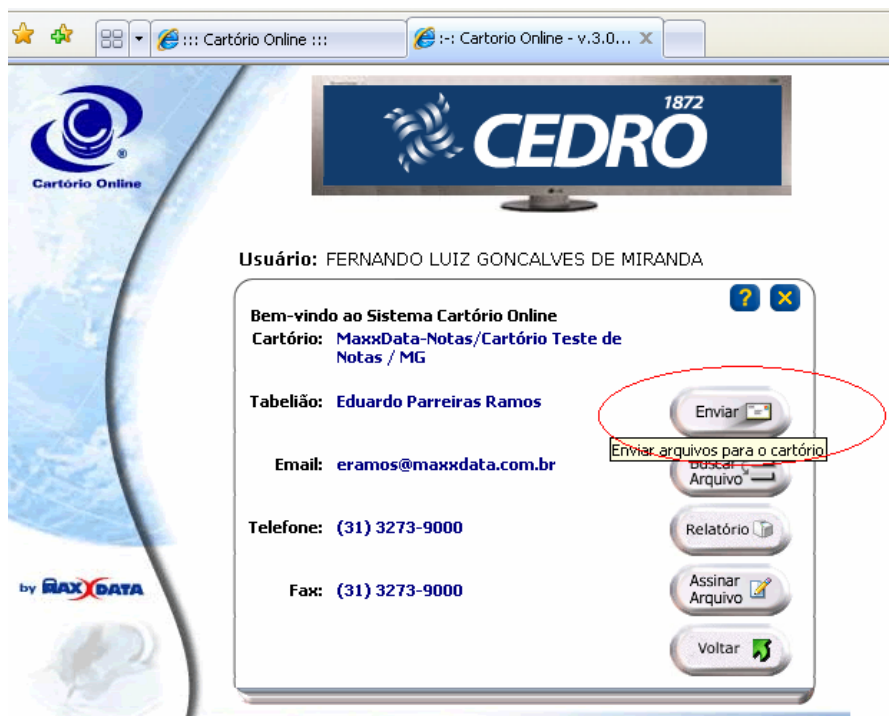 ::: Cartório Online :::
:-: Cartorio Online - v.3.0...
1872
CEDRO
Cartório Online
Usuário: FERNANDO LUIZ GONCALVES DE MIRANDA
Bem-vindo ao Sistema Cartório Online
Cartório: MaxxData-Notas/Cartório Teste de
Notas / MG
Tabelião: Eduardo Parreiras Ramos
Enviar
Enviar arquivos para o cartório
Email: eramos@maxxdata.com.br
Buscar
Arquivo
Telefone: (31) 3273-9000
Relatório
by MAXXDATA
Fax: (31) 3273-9000
Assinar
Arquivo
Voltar